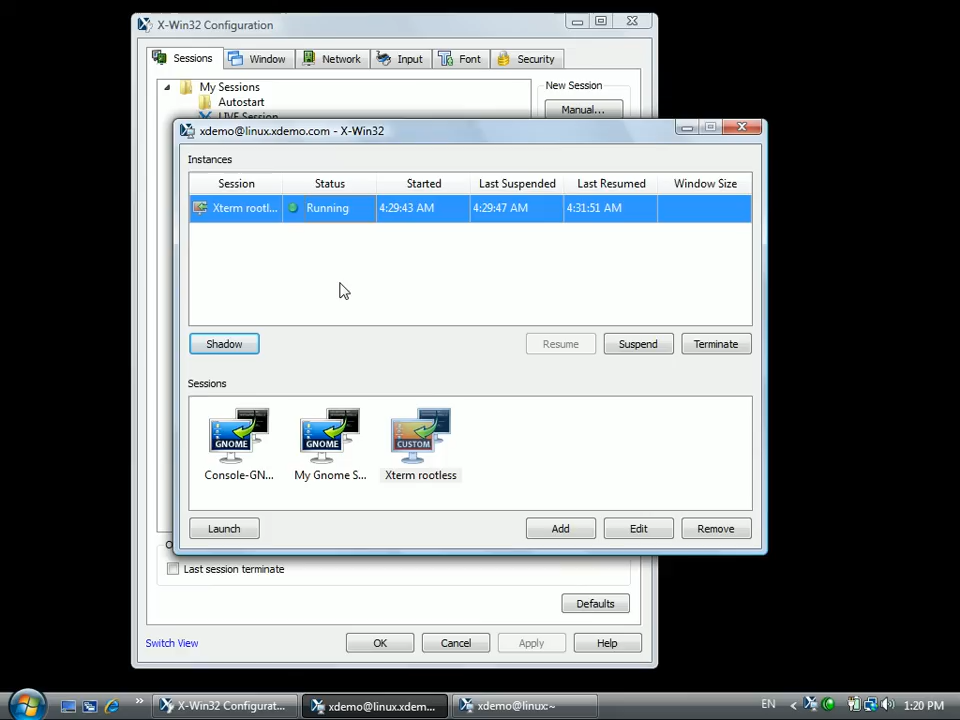 X-Win32 Configuration
Sessions Window Network Input Font Security
My Sessions
Autostart
LIVE Session
New Session
Manual...
xdemo@linux.xdemo.com - X-Win32
Instances
Session Status Started Last Suspended Last Resumed Window Size
Xterm rootl... Running 4:29:43 AM 4:29:47 AM 4:31:51 AM
Shadow Resume Suspend Terminate
Sessions
GNOME GNOME CUSTOM
Console-GN... My Gnome S... Xterm rootless
Launch Add Edit Remove
Last session terminate
Defaults
Switch View OK Cancel Apply Help
X-Win32 Configurat... xdemo@linux.xdem... xdemo@linux:~ EN 1:20 PM